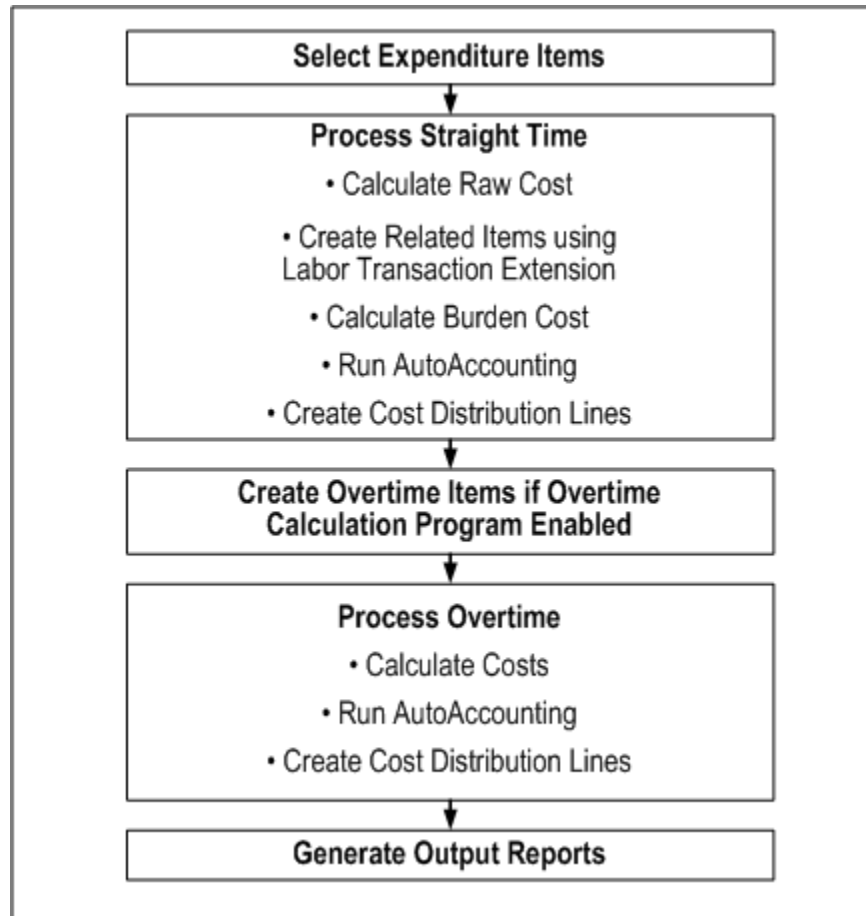 Select Expenditure Items
Process Straight Time
• Calculate Raw Cost
• Create Related Items using
Labor Transaction Extension
• Calculate Burden Cost
• Run AutoAccounting
• Create Cost Distribution Lines
Create Overtime Items if Overtime
Calculation Program Enabled
Process Overtime
• Calculate Costs
• Run AutoAccounting
• Create Cost Distribution Lines
Generate Output Reports